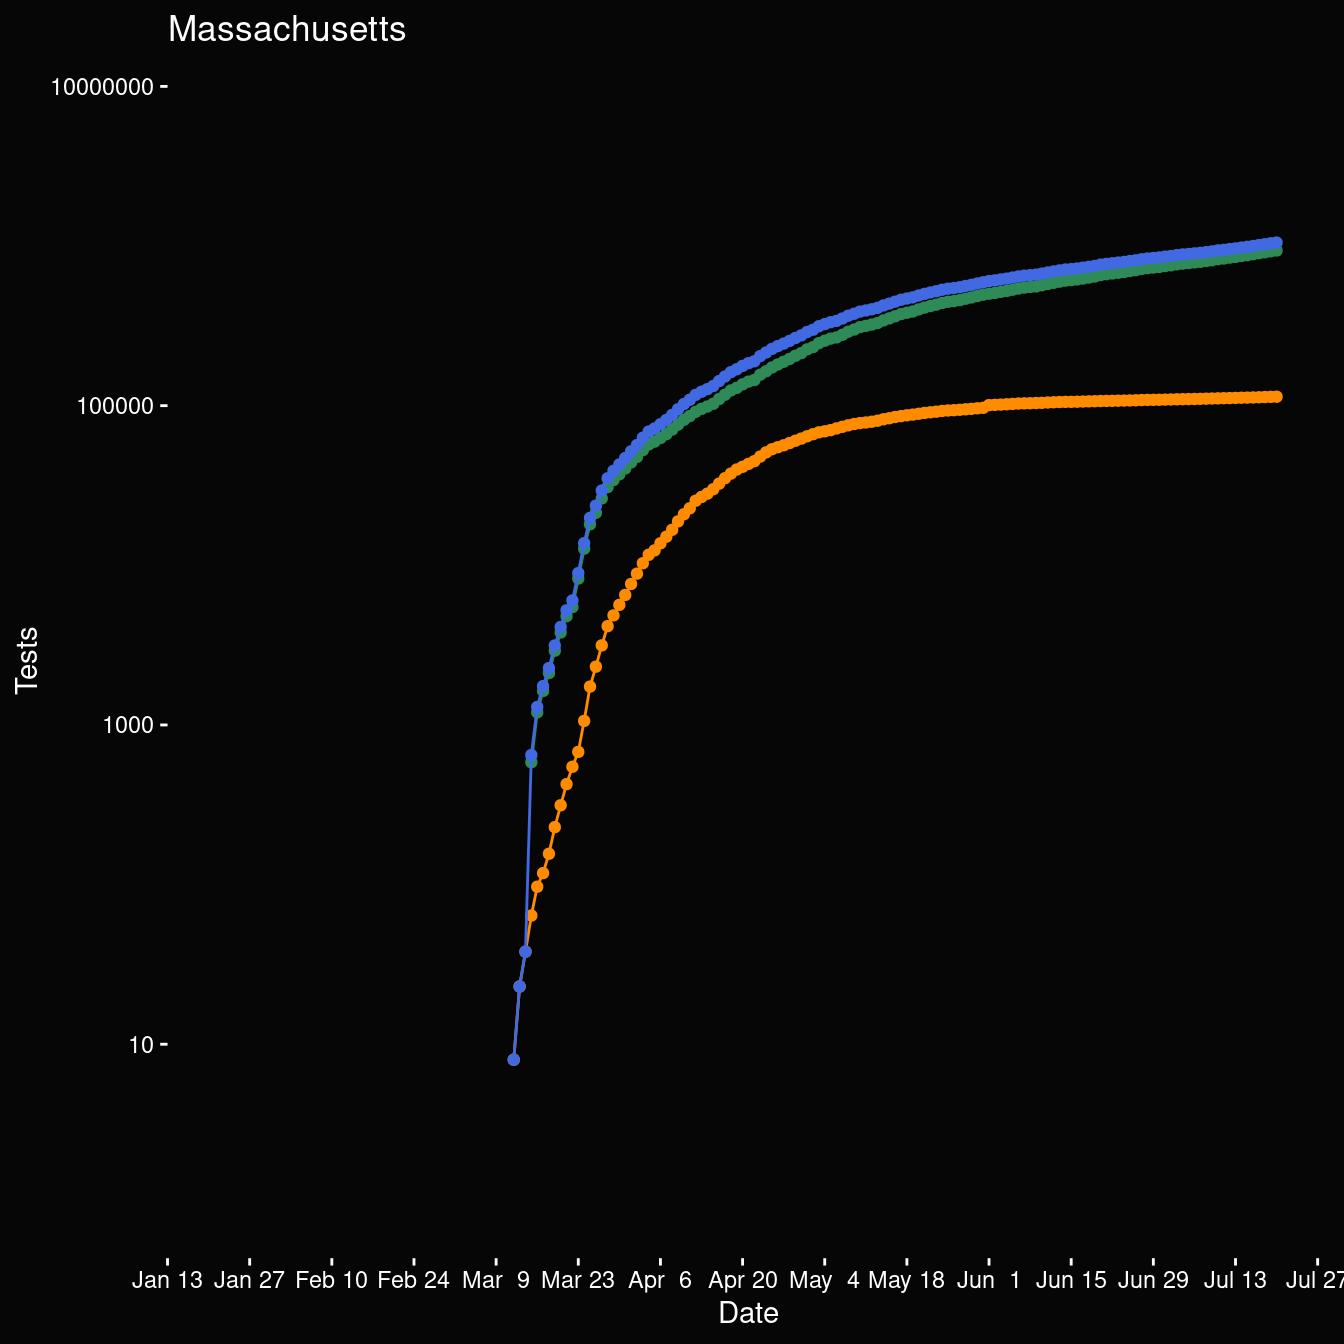 Massachusetts
10000000
100000
1000
10
Tests
Jan 13 Jan 27 Feb 10 Feb 24 Mar 9 Mar 23 Apr 6 Apr 20 May 4 May 18 Jun 1 Jun 15 Jun 29 Jul 13 Jul 27
Date